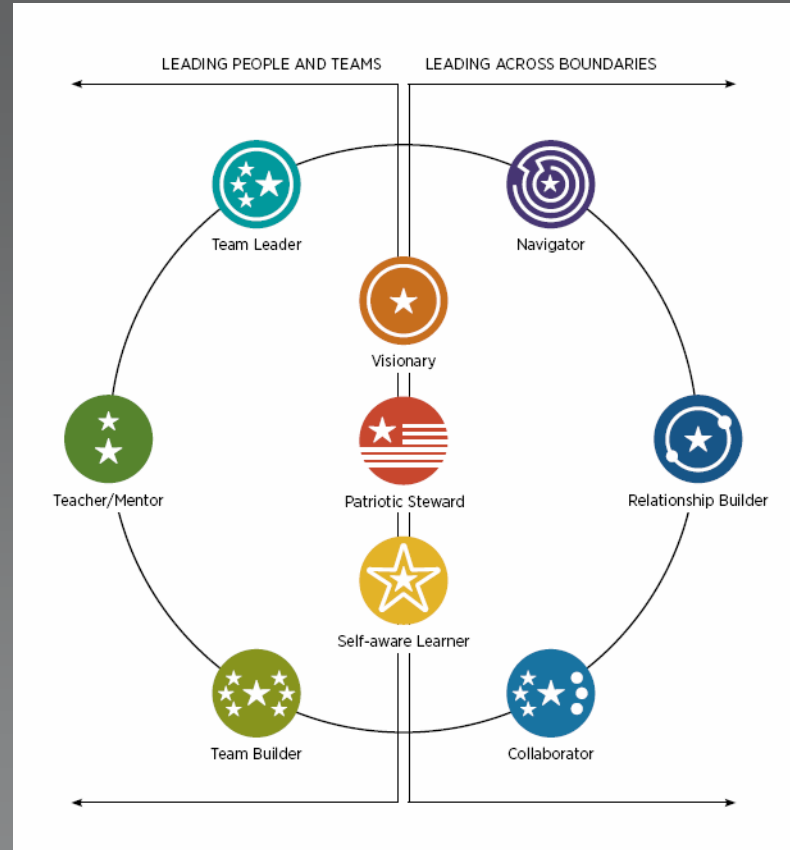 LEADING PEOPLE AND TEAMS
LEADING ACROSS BOUNDARIES
Team Leader
Navigator
Visionary
Teacher/Mentor
Patriotic Steward
Relationship Builder
Self-aware Learner
Team Builder
Collaborator